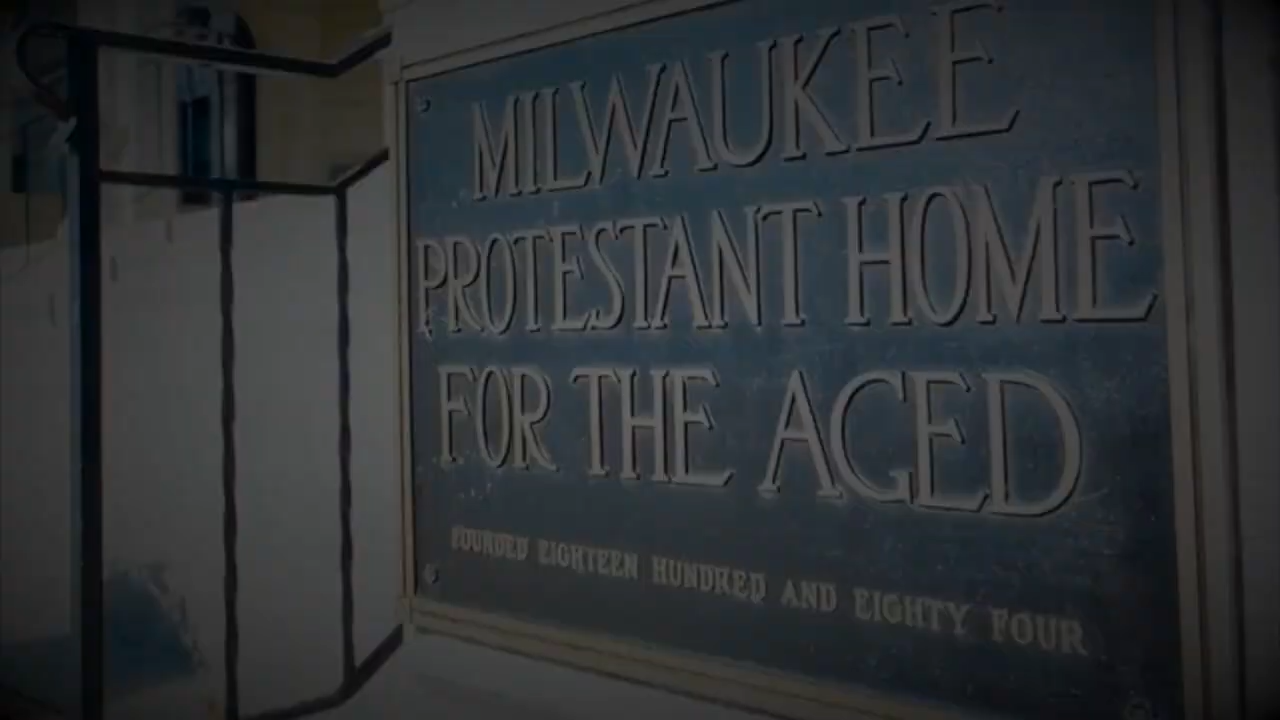 MILWAUKEE
PROTESTANT HOME
FOR THE AGED
FOUNDED EIGHTEEN HUNDRED AND EIGHTY FOUR